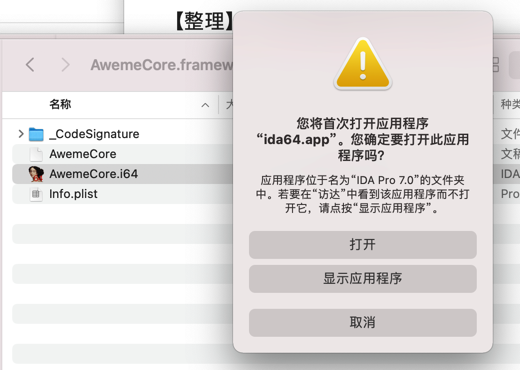 【整理】
AwemeCore.framew
名称
大
种类
_CodeSignature
文件
AwemeCore
文稿
AwemeCore.i64
IDA
Info.plist
Pro
您将首次打开应用程序
“ida64.app”。您确定要打开此应用
程序吗？
应用程序位于名为“IDA Pro 7.0”的文件夹
中。若要在“访达”中看到该应用程序而不打
开它，请点按“显示应用程序”。
打开
显示应用程序
取消